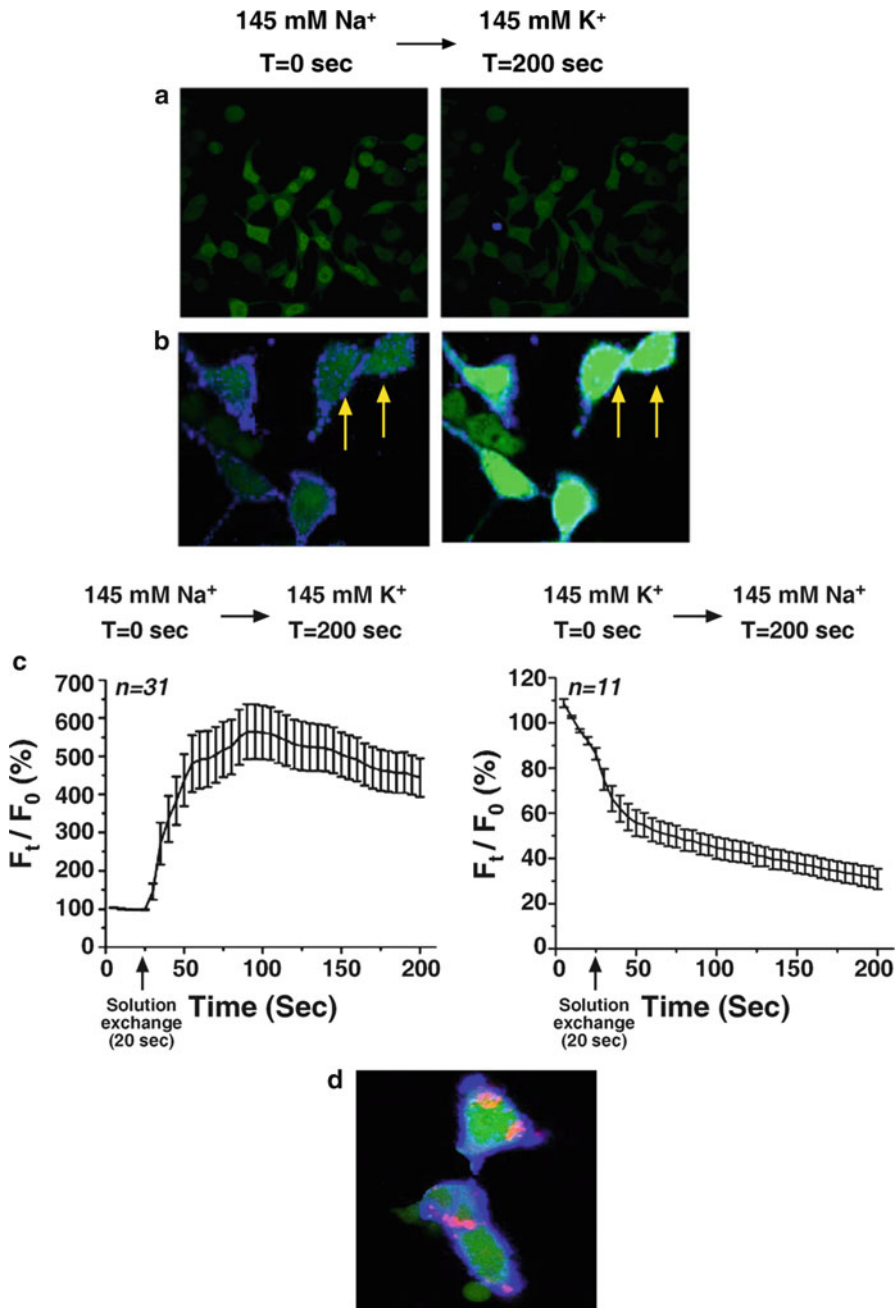 145 mM Na⁺ → 145 mM K⁺
T=0 sec T=200 sec
a
b
145 mM Na⁺ → 145 mM K⁺
T=0 sec T=200 sec
145 mM K⁺ → 145 mM Na⁺
T=0 sec T=200 sec
c
n=31
700
600
500
400
300
200
100
0
Fₜ / F₀ (%)
0 50 100 150 200
Solution
exchange
(20 sec)
Time (Sec)
n=11
120
100
80
60
40
20
0
Fₜ / F₀ (%)
0 50 100 150 200
Solution
exchange
(20 sec)
Time (Sec)
d